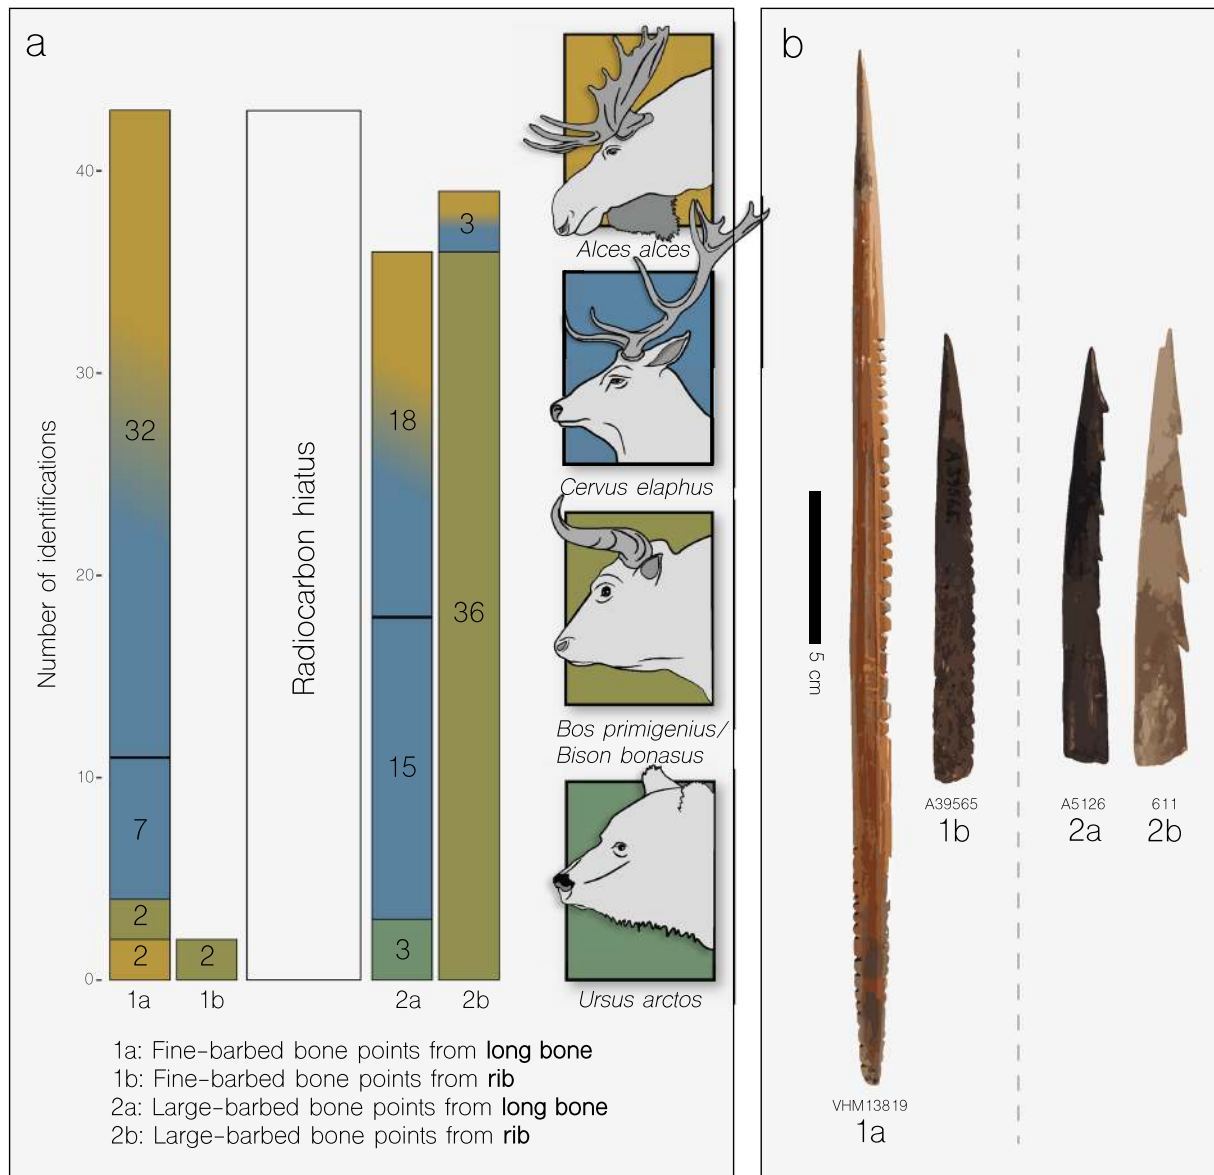 a
Number of identifications
40
30
20
10
0
32
7
2
2
2
Radiocarbon hiatus
18
15
3
3
36
1a
1b
2a
2b
Alces alces
Cervus elaphus
Bos primigenius/
Bison bonasus
Ursus arctos
1a: Fine-barbed bone points from long bone
1b: Fine-barbed bone points from rib
2a: Large-barbed bone points from long bone
2b: Large-barbed bone points from rib
b
5 cm
A39565
A39565
1b
A5126
2a
611
2b
VHM13819
1a